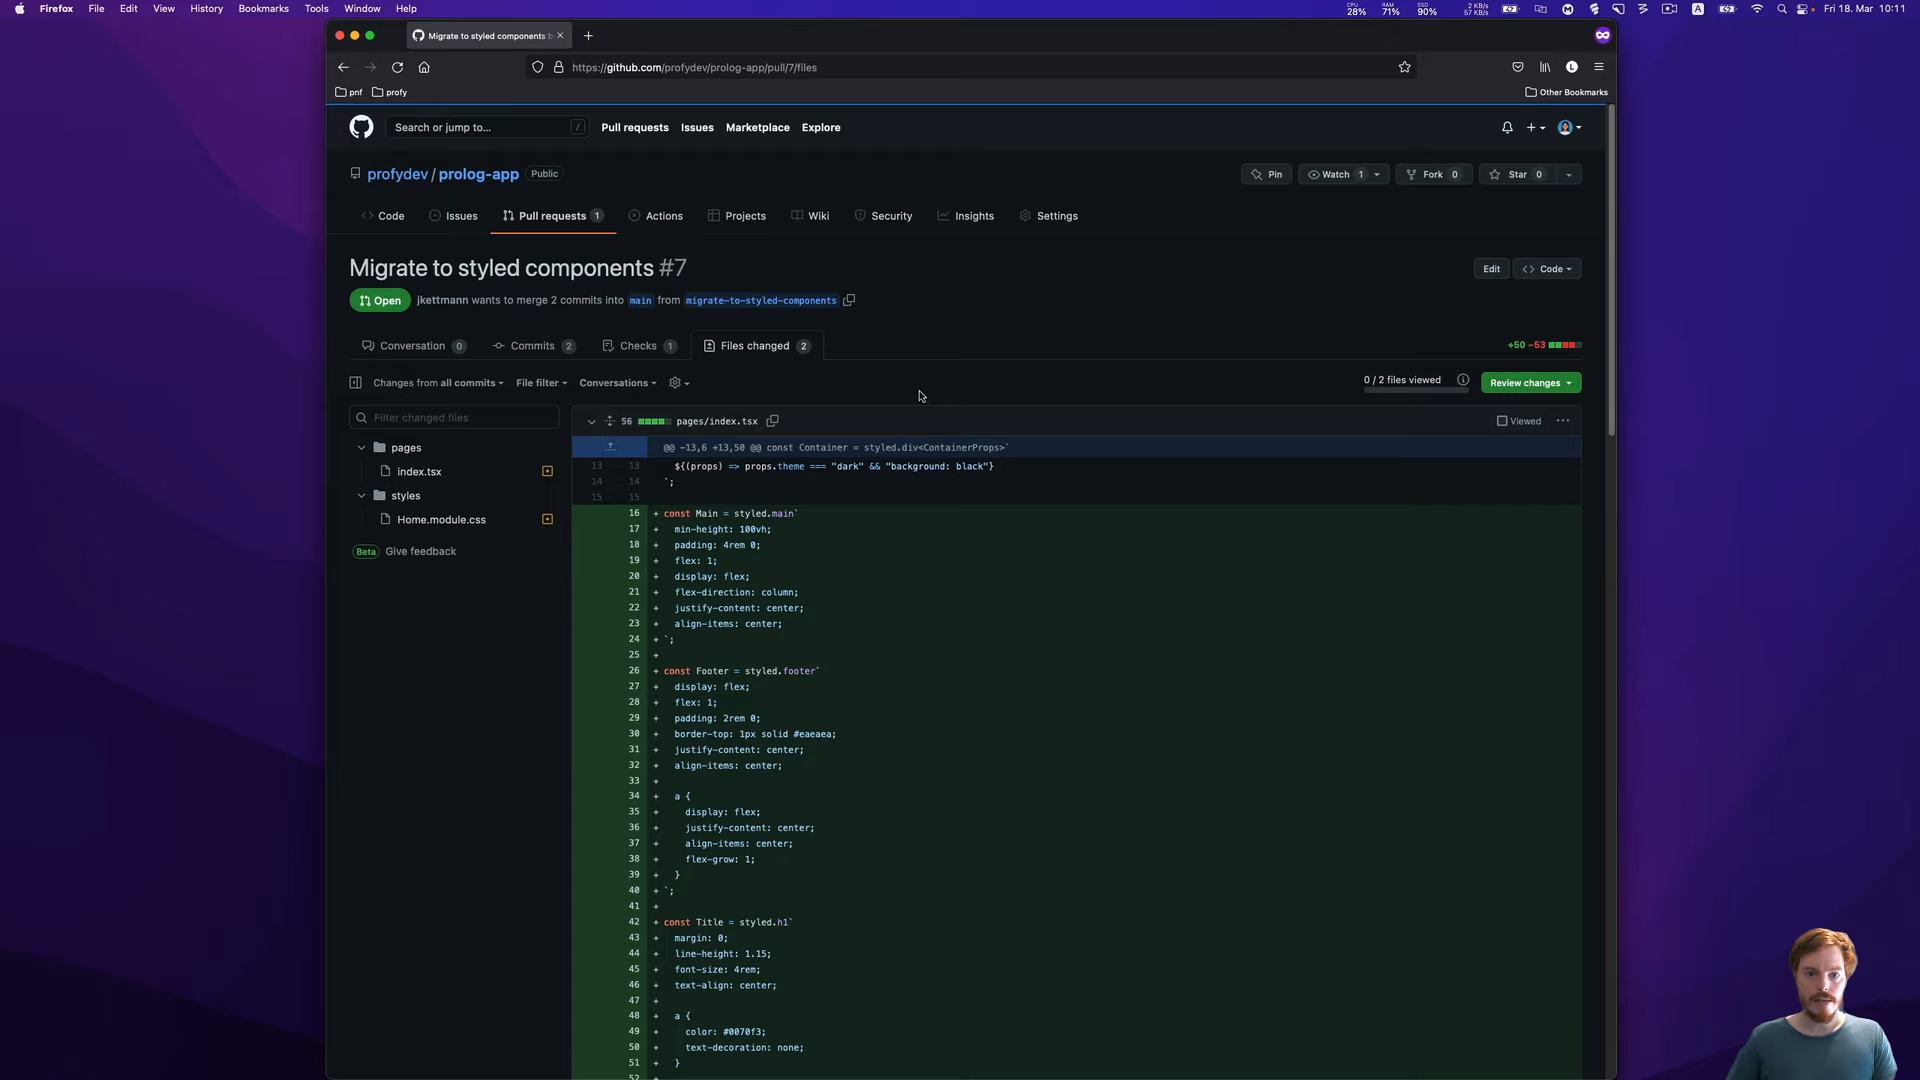 Firefox File Edit View History Bookmarks Tools Window Help
CPU 28% RAM 71% SSD 90% 2 KB/s 57 KB/s Fri 18. Mar 10:11
Migrate to styled components
https://github.com/profydev/prolog-app/pull/7/files
pnf profy Other Bookmarks
Search or jump to... / Pull requests Issues Marketplace Explore
profydev / prolog-app Public Pin Watch 1 Fork 0 Star 0
Code Issues Pull requests 1 Actions Projects Wiki Security Insights Settings
Migrate to styled components #7 Edit <> Code
Open jkettmann wants to merge 2 commits into main from migrate-to-styled-components
Conversation 0 Commits 2 Checks 1 Files changed 2 +50 −53
Changes from all commits File filter Conversations 0 / 2 files viewed Review changes
Filter changed files
pages
index.tsx
styles
Home.module.css
Beta Give feedback
56 pages/index.tsx Viewed
@@ -13,6 +13,50 @@ const Container = styled.div<ContainerProps>`
13 13 ${(props) => props.theme === "dark" && "background: black"}
14 14 `;
15 15
16 + const Main = styled.main`
17 + min-height: 100vh;
18 + padding: 4rem 0;
19 + flex: 1;
20 + display: flex;
21 + flex-direction: column;
22 + justify-content: center;
23 + align-items: center;
24 + `;
25 +
26 + const Footer = styled.footer`
27 + display: flex;
28 + flex: 1;
29 + padding: 2rem 0;
30 + border-top: 1px solid #eaeaea;
31 + justify-content: center;
32 + align-items: center;
33 +
34 + a {
35 + display: flex;
36 + justify-content: center;
37 + align-items: center;
38 + flex-grow: 1;
39 + }
40 + `;
41 +
42 + const Title = styled.h1`
43 + margin: 0;
44 + line-height: 1.15;
45 + font-size: 4rem;
46 + text-align: center;
47 +
48 + a {
49 + color: #0070f3;
50 + text-decoration: none;
51 + }
52